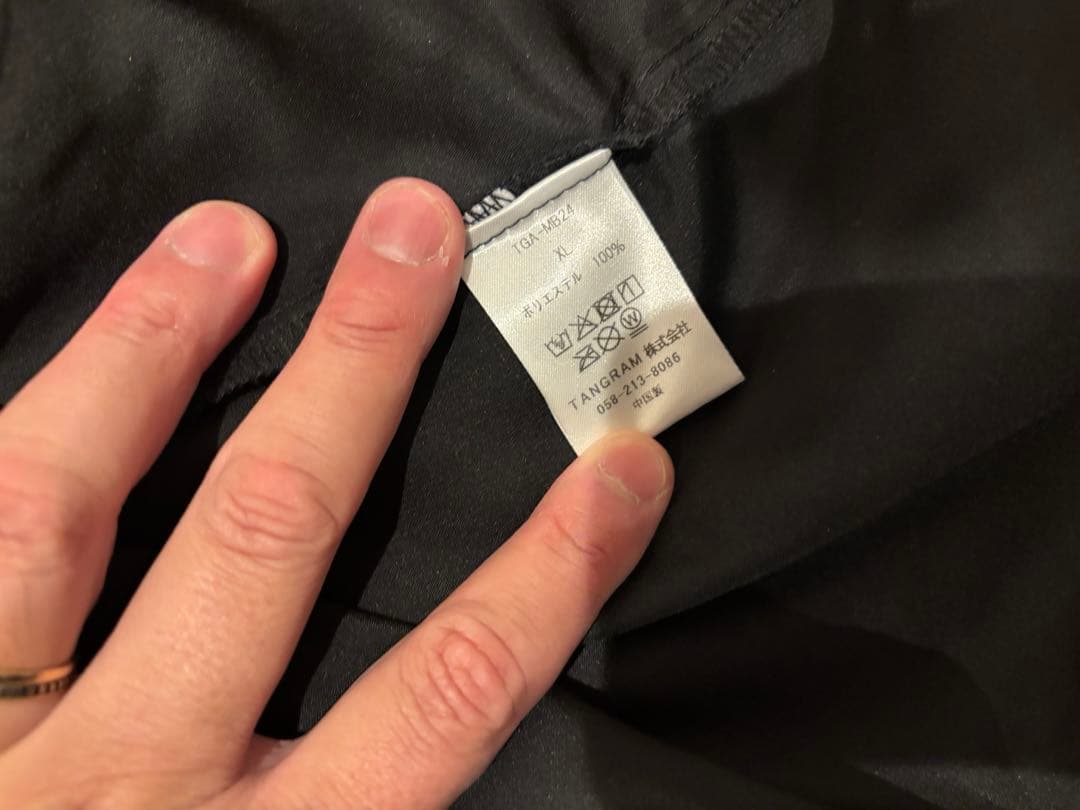 TGA-MB24
XL
ポリエステル 100%
W
TANGRAM 株式会社
058-213-8086
中国製